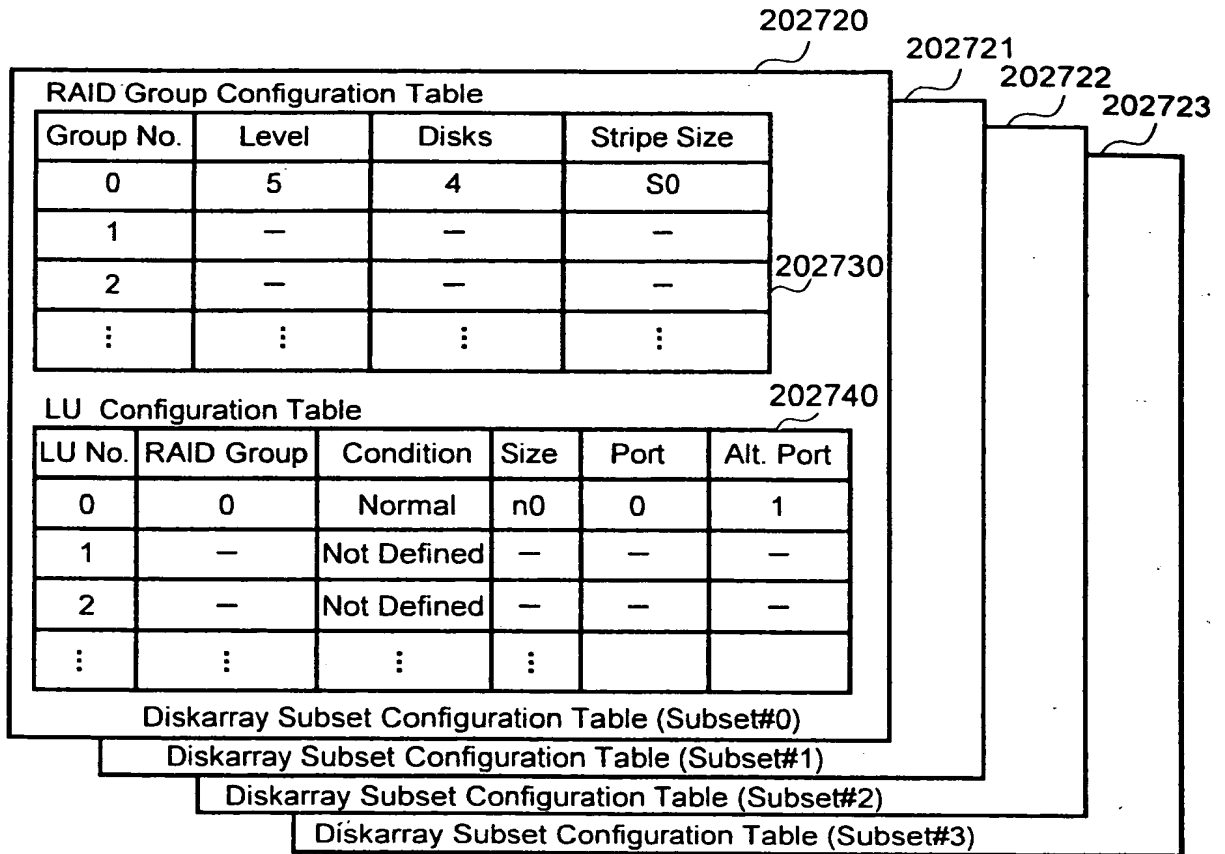 202720
202721
202722
202723
RAID Group Configuration Table
Group No. Level Disks Stripe Size
0 5 4 S0
1 — — —
2 — — —
⋮ ⋮ ⋮ ⋮
202730
LU Configuration Table
202740
LU No. RAID Group Condition Size Port Alt. Port
0 0 Normal n0 0 1
1 — Not Defined — — —
2 — Not Defined — — —
⋮ ⋮ ⋮ ⋮
Diskarray Subset Configuration Table (Subset#0)
Diskarray Subset Configuration Table (Subset#1)
Diskarray Subset Configuration Table (Subset#2)
Diskarray Subset Configuration Table (Subset#3)